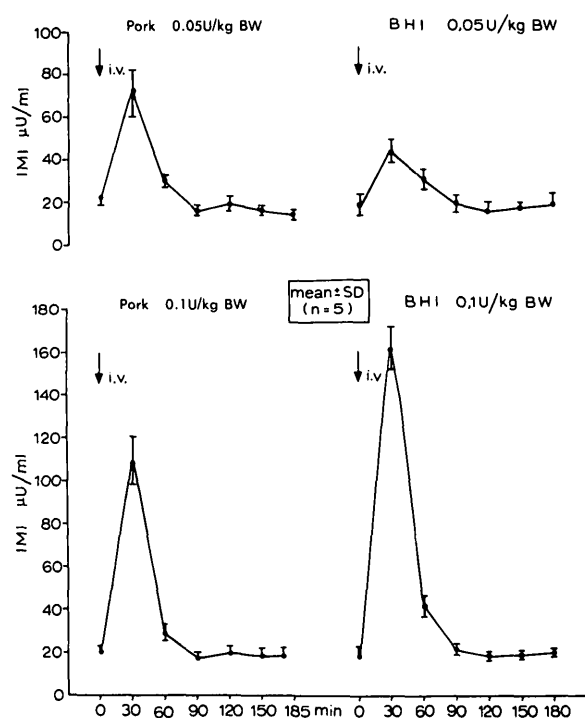 Pork 0.05U/kg BW
BHI 0.05U/kg BW
100
80
60
40
20
0
IMI µU/ml
i.v.
i.v.
mean±SD
(n=5)
Pork 0.1U/kg BW
BHI 0,1U/kg BW
180
160
140
120
100
80
60
40
20
0
IMI µU/ml
i.v.
i.v
0 30 60 90 120 150 185 min
0 30 60 90 120 150 180